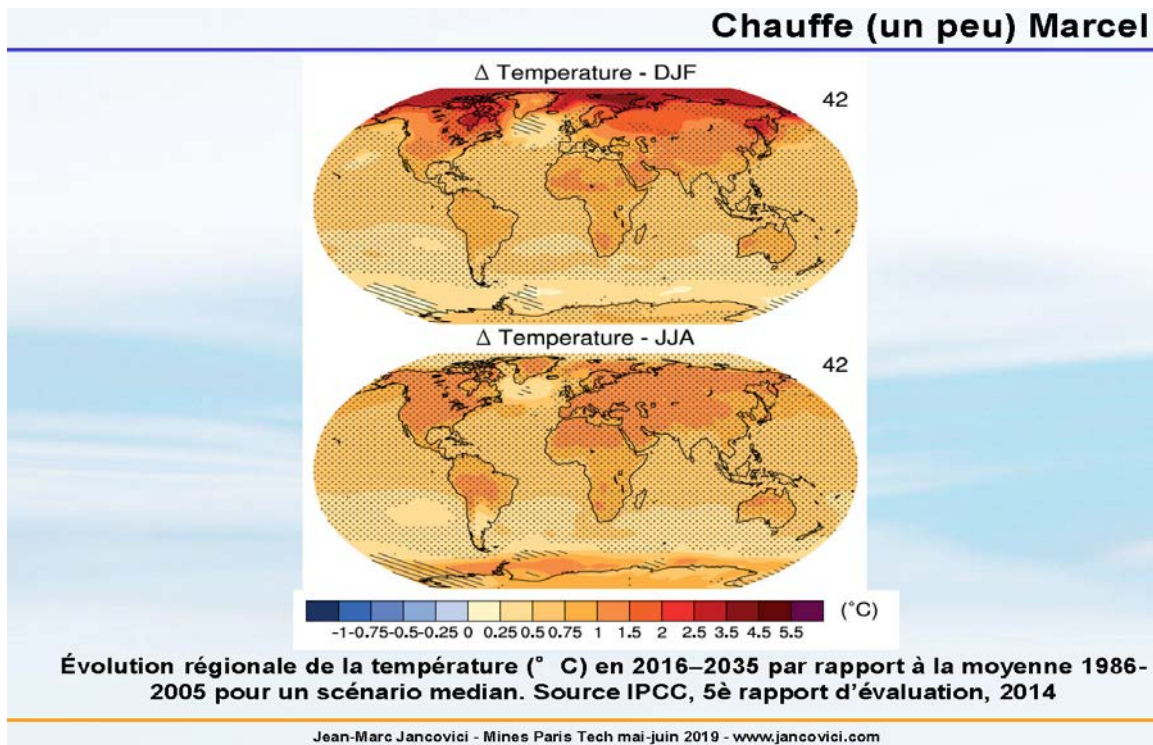 Chauffe (un peu) Marcel
Δ Temperature - DJF
42
Δ Temperature - JJA
42
-1 -0.75 -0.5 -0.25 0 0.25 0.5 0.75 1 1.5 2 2.5 3.5 4.5 5.5 (°C)
Évolution régionale de la température (° C) en 2016–2035 par rapport à la moyenne 1986-
2005 pour un scénario median. Source IPCC, 5è rapport d’évaluation, 2014
Jean-Marc Jancovici - Mines Paris Tech mai-juin 2019 - www.jancovici.com